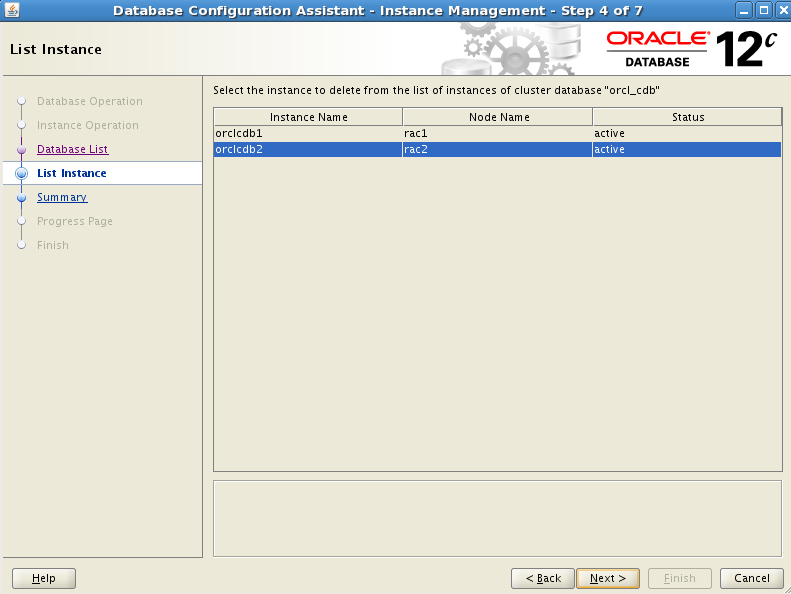 Database Configuration Assistant - Instance Management - Step 4 of 7
List Instance
ORACLE
DATABASE
12c
Database Operation
Instance Operation
Database List
List Instance
Summary
Progress Page
Finish
Select the instance to delete from the list of instances of cluster database "orcl_cdb"
Instance Name Node Name Status
orclcdb1 rac1 active
orclcdb2 rac2 active
Help < Back Next > Finish Cancel